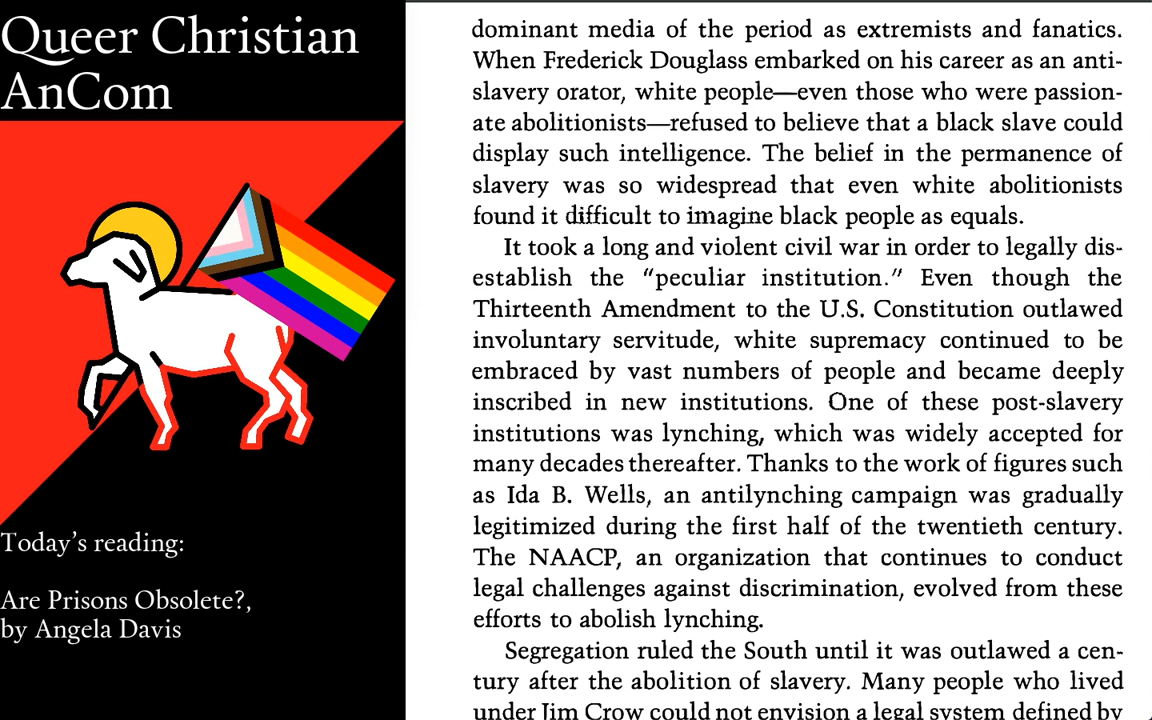 Queer Christian
AnCom
Today's reading:
Are Prisons Obsolete?,
by Angela Davis
dominant media of the period as extremists and fanatics.
When Frederick Douglass embarked on his career as an anti-
slavery orator, white people—even those who were passion-
ate abolitionists—refused to believe that a black slave could
display such intelligence. The belief in the permanence of
slavery was so widespread that even white abolitionists
found it difficult to imagine black people as equals.
It took a long and violent civil war in order to legally dis-
establish the "peculiar institution." Even though the
Thirteenth Amendment to the U.S. Constitution outlawed
involuntary servitude, white supremacy continued to be
embraced by vast numbers of people and became deeply
inscribed in new institutions. One of these post-slavery
institutions was lynching, which was widely accepted for
many decades thereafter. Thanks to the work of figures such
as Ida B. Wells, an antilynching campaign was gradually
legitimized during the first half of the twentieth century.
The NAACP, an organization that continues to conduct
legal challenges against discrimination, evolved from these
efforts to abolish lynching.
Segregation ruled the South until it was outlawed a cen-
tury after the abolition of slavery. Many people who lived
under Jim Crow could not envision a legal system defined by